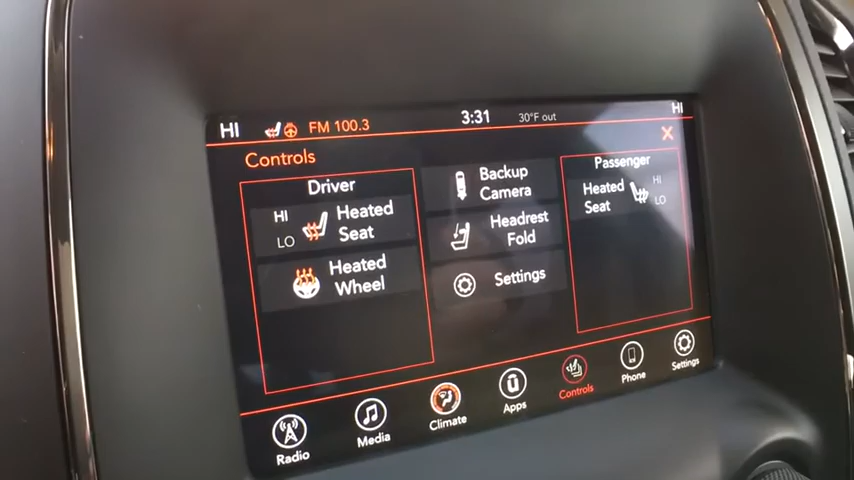 HI FM 100.3 3:31 30°F out HI
Controls
Driver
HI
LO
Heated
Seat
Heated
Wheel
Backup
Camera
Headrest
Fold
Settings
Passenger
Heated
Seat
HI
LO
Radio
Media
Climate
Apps
Controls
Phone
Settings